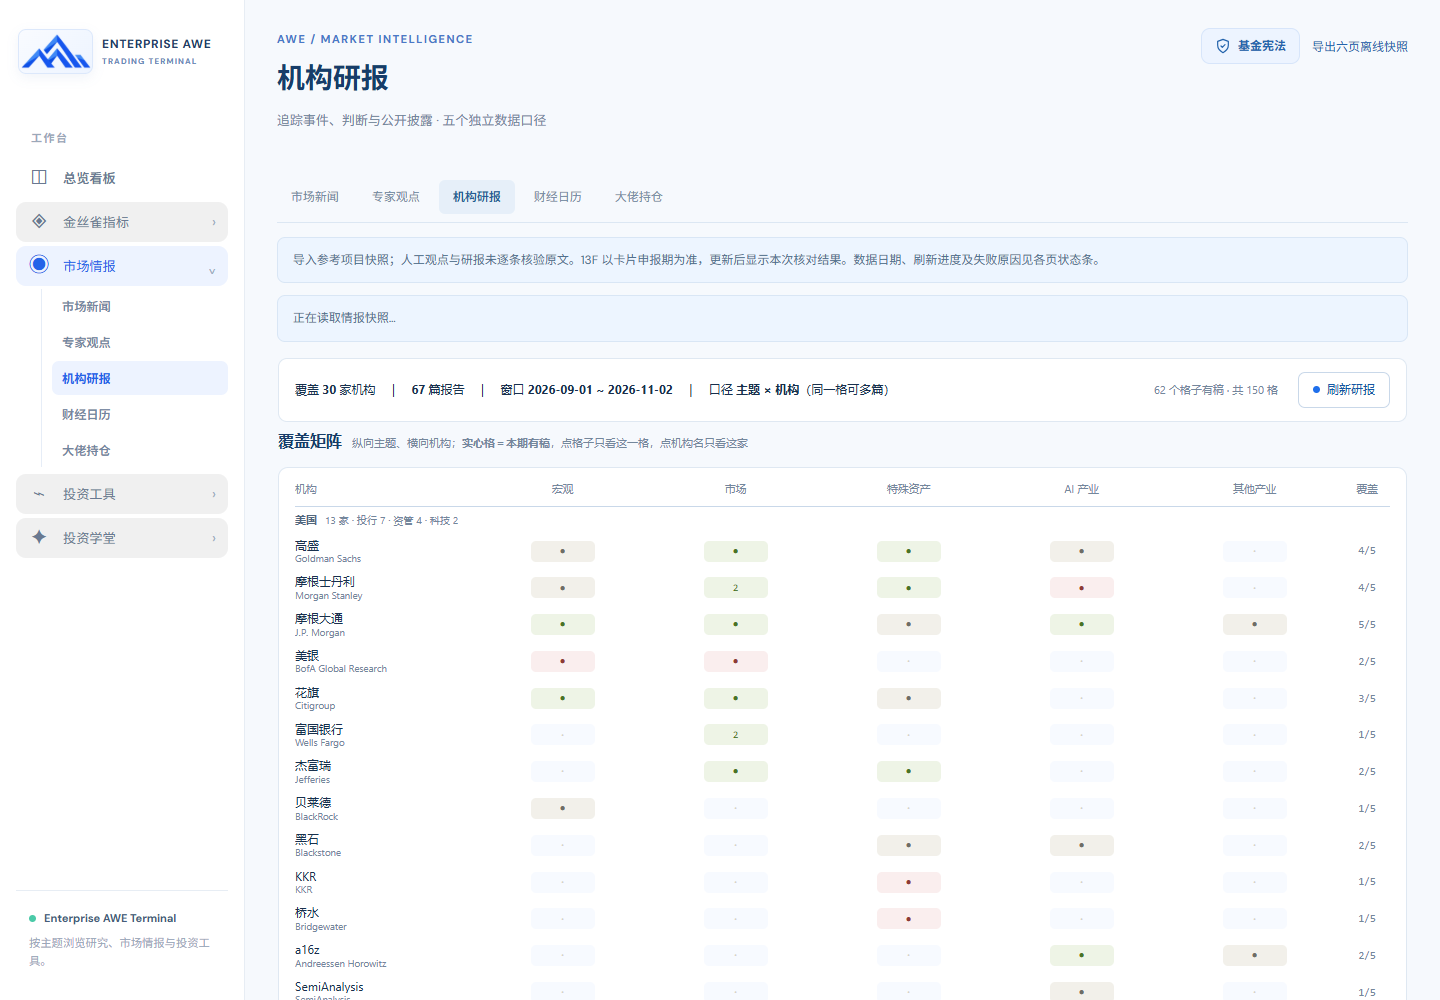 ENTERPRISE AWE
TRADING TERMINAL
工作台
总览看板
金丝雀指标
市场情报
市场新闻
专家观点
机构研报
财经日历
大佬持仓
投资工具
投资学堂
Enterprise AWE Terminal
按主题浏览研究、市场情报与投资工
具。
AWE / MARKET INTELLIGENCE
机构研报
追踪事件、判断与公开披露 · 五个独立数据口径
基金宪法
导出六页离线快照
市场新闻 专家观点 机构研报 财经日历 大佬持仓
导入参考项目快照；人工观点与研报未逐条核验原文。13F 以卡片申报期为准，更新后显示本次核对结果。数据日期、刷新进度及失败原因见各页状态条。
正在读取情报快照...
覆盖 30 家机构 | 67 篇报告 | 窗口 2026-09-01 ~ 2026-11-02 | 口径 主题 × 机构（同一格可多篇） 62 个格子有稿 · 共 150 格 刷新研报
覆盖矩阵 纵向主题、横向机构；实心格 = 本期有稿，点格子只看这一格，点机构名只看这家
机构 宏观 市场 特殊资产 AI 产业 其他产业 覆盖
美国 13 家 · 投行 7 · 资管 4 · 科技 2
高盛
Goldman Sachs
4/5
摩根士丹利
Morgan Stanley
2
4/5
摩根大通
J.P. Morgan
5/5
美银
BofA Global Research
2/5
花旗
Citigroup
3/5
富国银行
Wells Fargo
2
1/5
杰富瑞
Jefferies
2/5
贝莱德
BlackRock
1/5
黑石
Blackstone
2/5
KKR
KKR
1/5
桥水
Bridgewater
1/5
a16z
Andreessen Horowitz
2/5
SemiAnalysis
SemiAnalysis
1/5